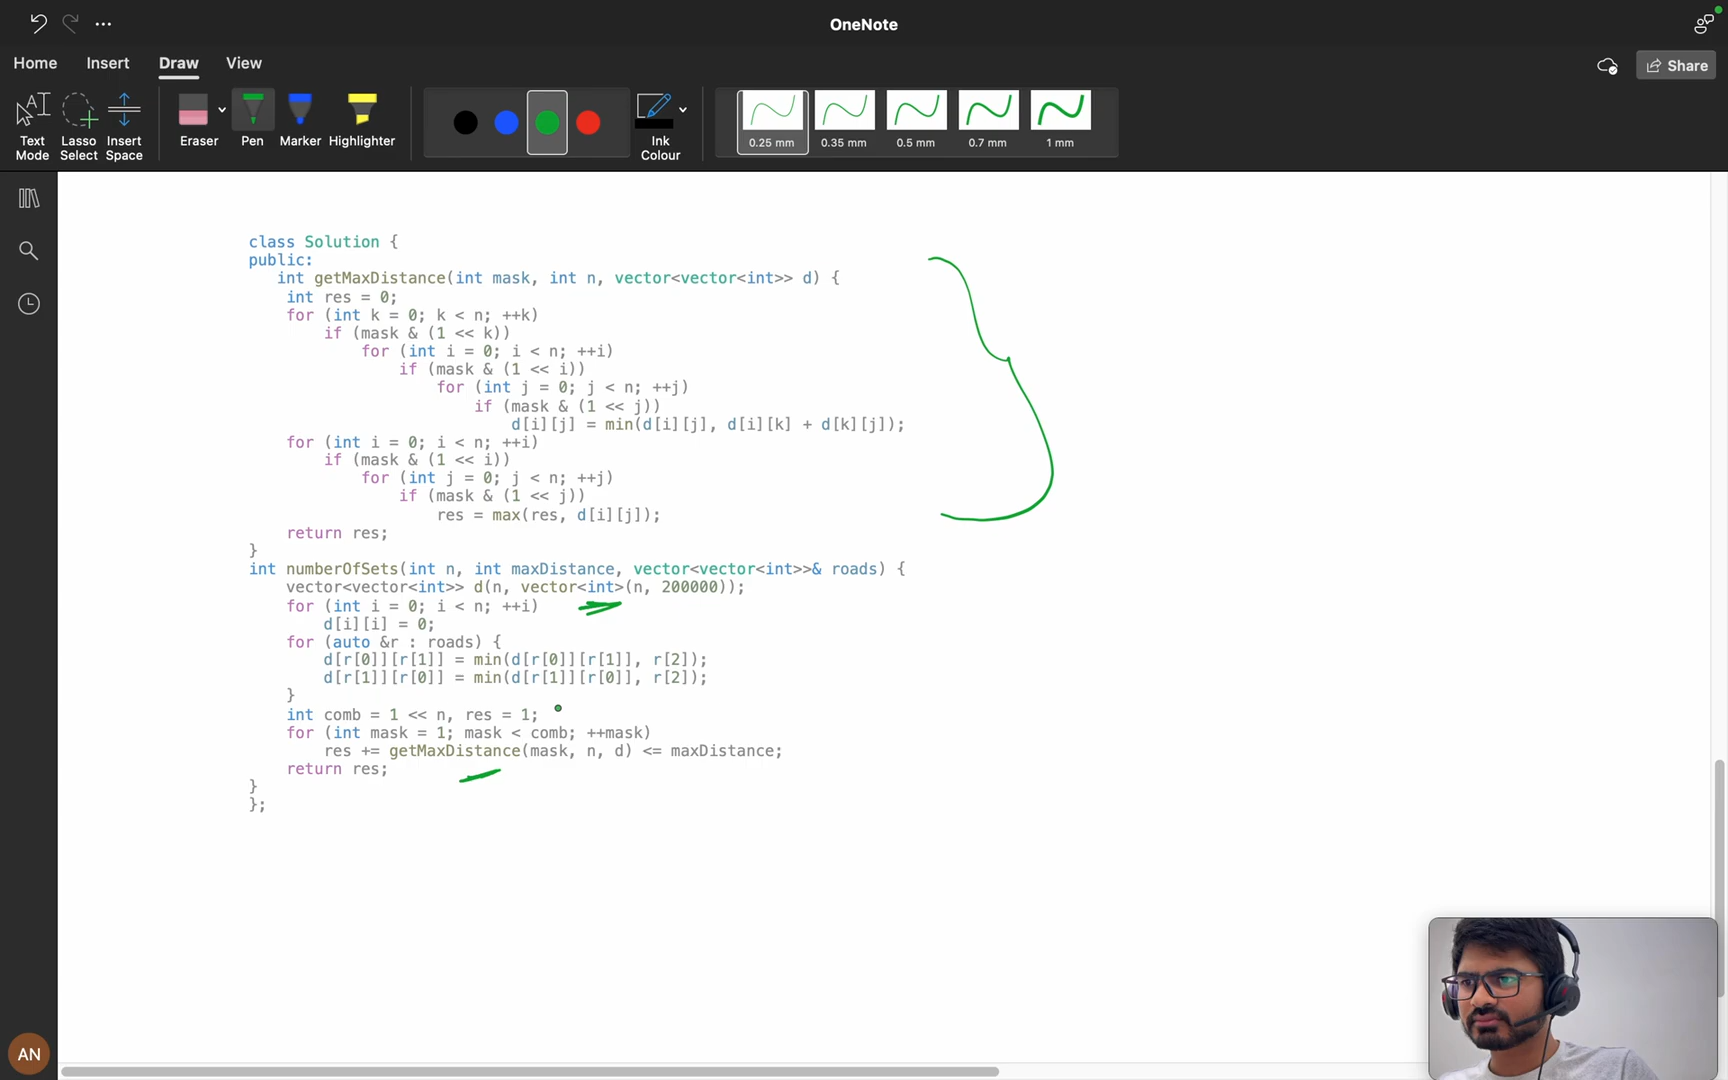 OneNote
Home Insert Draw View
Share
Text Mode
Lasso Select
Insert Space
Eraser
Pen
Marker
Highlighter
Ink Colour
0.25 mm
0.35 mm
0.5 mm
0.7 mm
1 mm
class Solution {
public:
int getMaxDistance(int mask, int n, vector<vector<int>> d) {
int res = 0;
for (int k = 0; k < n; ++k)
if (mask & (1 << k))
for (int i = 0; i < n; ++i)
if (mask & (1 << i))
for (int j = 0; j < n; ++j)
if (mask & (1 << j))
d[i][j] = min(d[i][j], d[i][k] + d[k][j]);
for (int i = 0; i < n; ++i)
if (mask & (1 << i))
for (int j = 0; j < n; ++j)
if (mask & (1 << j))
res = max(res, d[i][j]);
return res;
}
int numberOfSets(int n, int maxDistance, vector<vector<int>>& roads) {
vector<vector<int>> d(n, vector<int>(n, 200000));
for (int i = 0; i < n; ++i)
d[i][i] = 0;
for (auto &r : roads) {
d[r[0]][r[1]] = min(d[r[0]][r[1]], r[2]);
d[r[1]][r[0]] = min(d[r[1]][r[0]], r[2]);
}
int comb = 1 << n, res = 1;
for (int mask = 1; mask < comb; ++mask)
res += getMaxDistance(mask, n, d) <= maxDistance;
return res;
}
};
AN